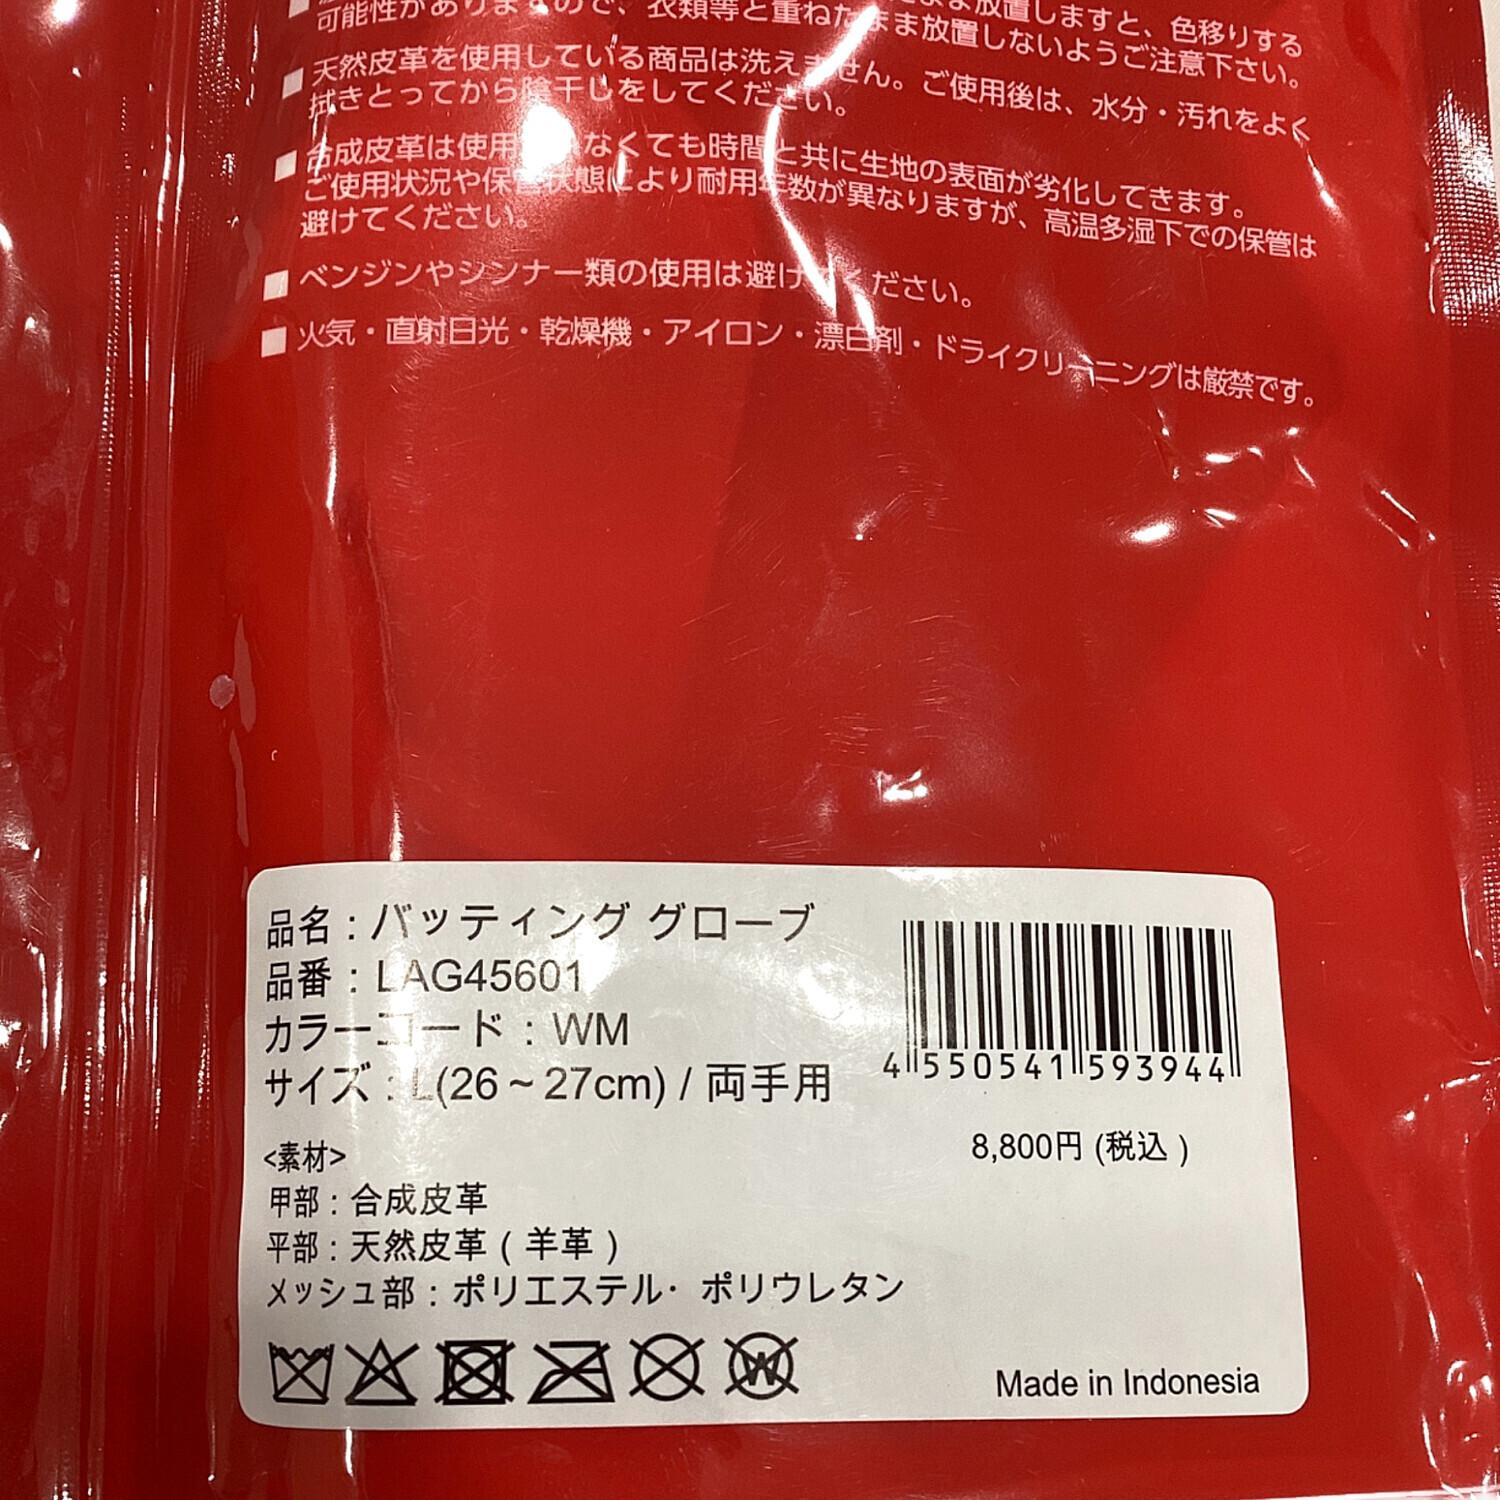 放置しますと、色移りする
可能性がありますので、衣類等と重ねたまま放置しないようご注意下さい。
■ 天然皮革を使用している商品は洗えません。ご使用後は、水分・汚れをよく
拭きとってから陰干しをしてください。
■ 合成皮革は使用 なくても時間と共に生地の表面が劣化してきます。
ご使用状況や保管状態により耐用年数が異なりますが、高温多湿下での保管は
避けてください。
■ ベンジンやシンナー類の使用は避けてください。
■ 火気・直射日光・乾燥機・アイロン・漂白剤・ドライクリーニングは厳禁です。
品名：バッティング グローブ
品番：LAG45601
カラーコード：WM
サイズ：L(26～27cm) / 両手用
4 550541 593944
8,800円 (税込 )
<素材>
甲部：合成皮革
平部：天然皮革 ( 羊革 )
メッシュ部：ポリエステル・ポリウレタン
W
Made in Indonesia